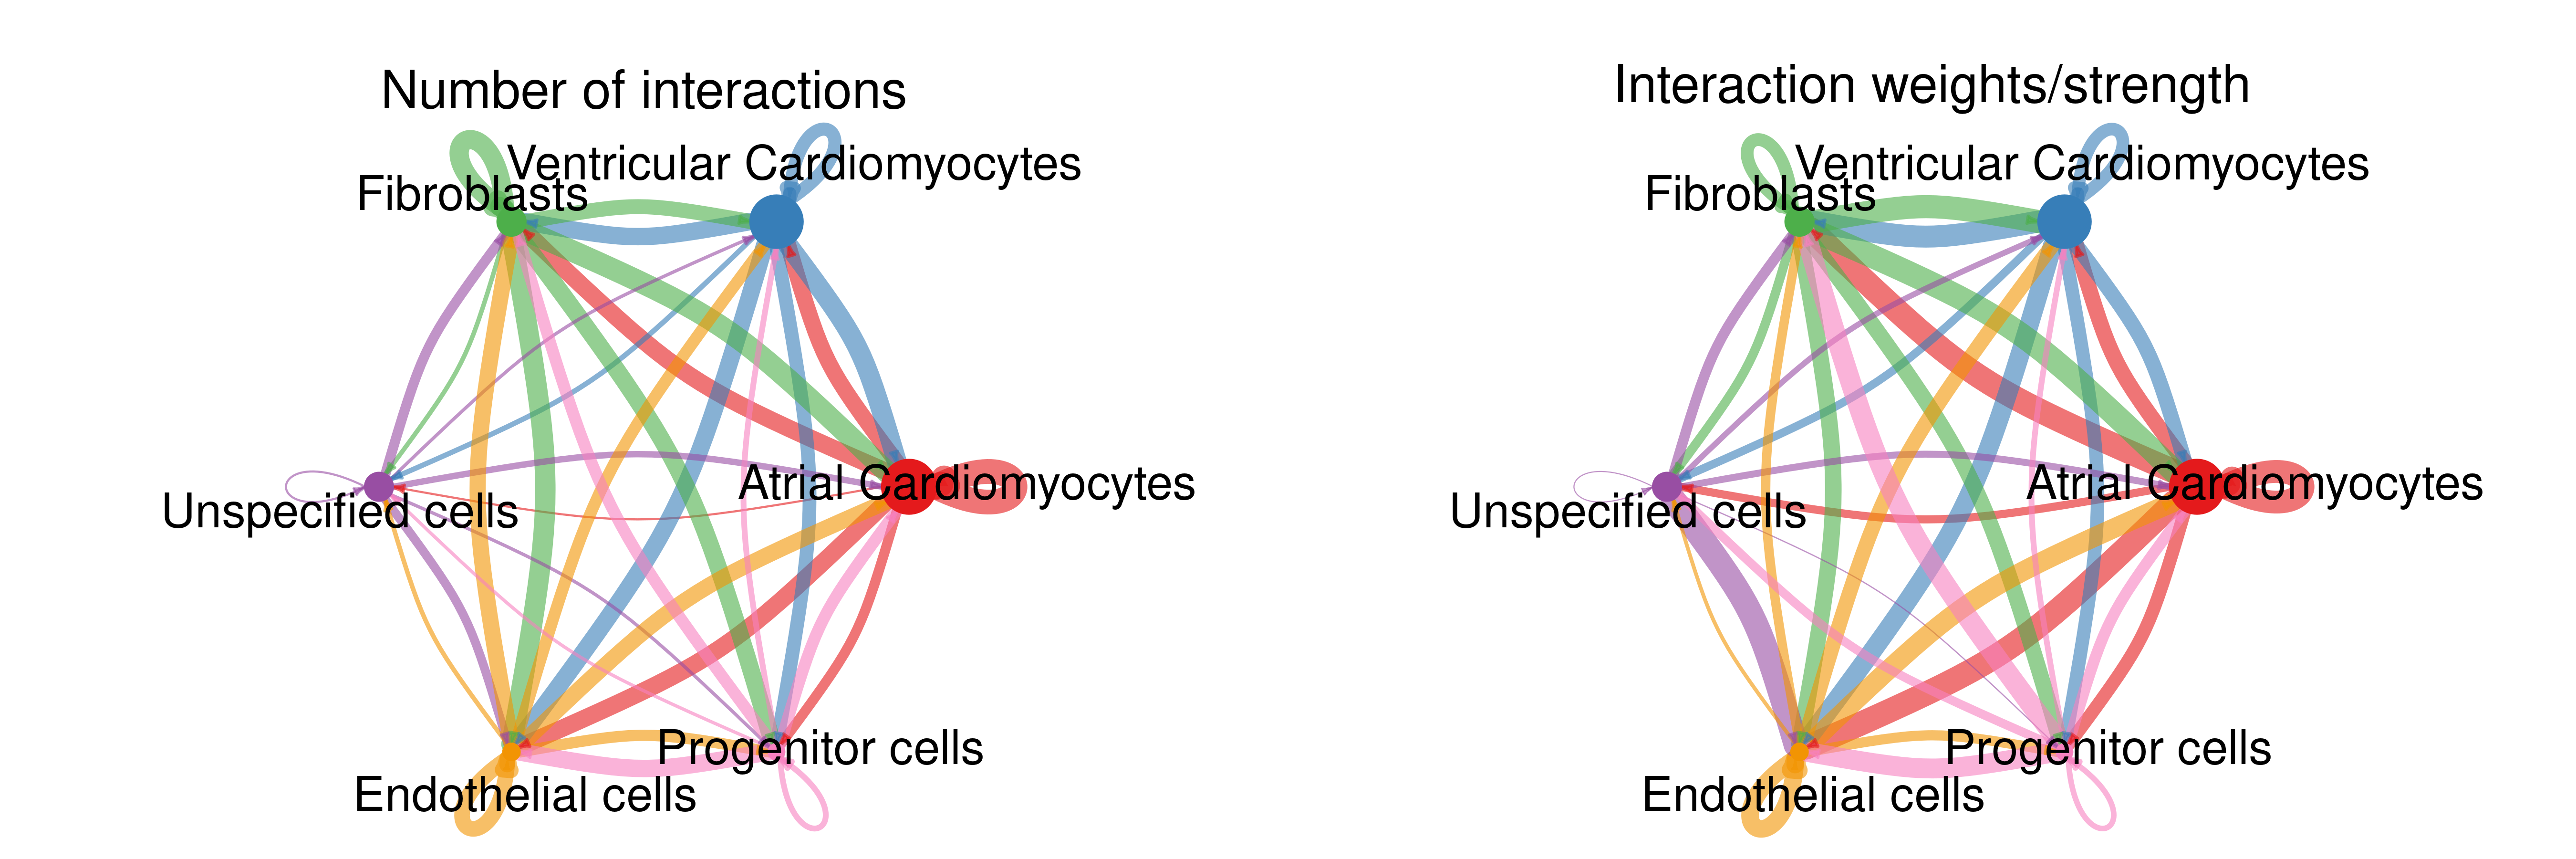 Number of interactions
Ventricular Cardiomyocytes
Fibroblasts
Atrial Cardiomyocytes
Unspecified cells
Progenitor cells
Endothelial cells
Interaction weights/strength
Ventricular Cardiomyocytes
Fibroblasts
Atrial Cardiomyocytes
Unspecified cells
Progenitor cells
Endothelial cells